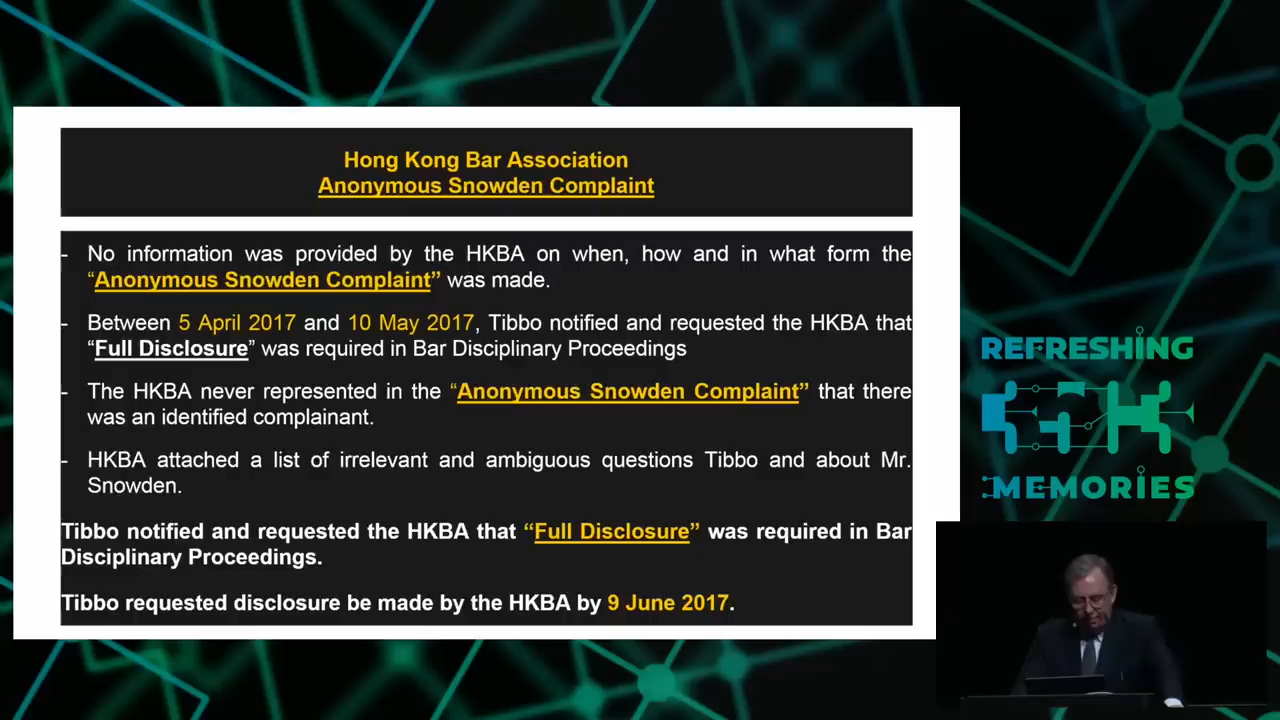 Hong Kong Bar Association
Anonymous Snowden Complaint
- No information was provided by the HKBA on when, how and in what form the
“Anonymous Snowden Complaint” was made.
- Between 5 April 2017 and 10 May 2017, Tibbo notified and requested the HKBA that
“Full Disclosure” was required in Bar Disciplinary Proceedings
- The HKBA never represented in the “Anonymous Snowden Complaint” that there
was an identified complainant.
- HKBA attached a list of irrelevant and ambiguous questions Tibbo and about Mr.
Snowden.
Tibbo notified and requested the HKBA that “Full Disclosure” was required in Bar
Disciplinary Proceedings.
Tibbo requested disclosure be made by the HKBA by 9 June 2017.
REFRESHING
MEMORIES